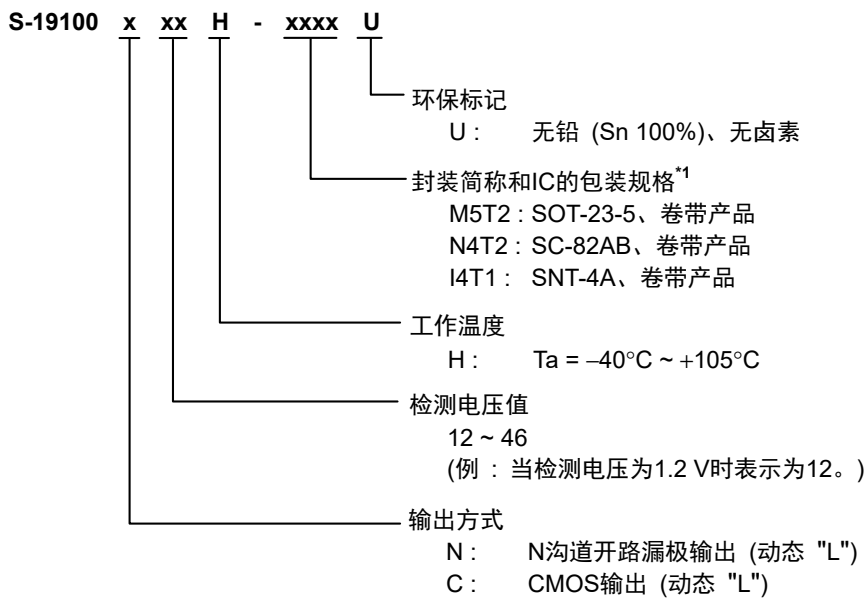 S-19100 x xx H - xxxx U
环保标记
U : 无铅 (Sn 100%)、无卤素
封装简称和IC的包装规格*1
M5T2 : SOT-23-5、卷带产品
N4T2 : SC-82AB、卷带产品
I4T1 : SNT-4A、卷带产品
工作温度
H : Ta = −40°C ~ +105°C
检测电压值
12 ~ 46
(例 : 当检测电压为1.2 V时表示为12。)
输出方式
N : N沟道开路漏极输出 (动态 "L")
C : CMOS输出 (动态 "L")